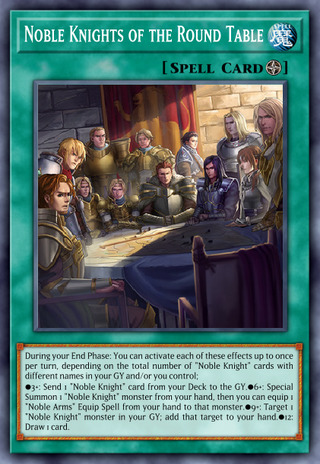 NOBLE KNIGHTS OF THE ROUND TABLE
魔
[SPELL CARD]
During your End Phase: You can activate each of these effects up to once
per turn, depending on the total number of "Noble Knight" cards with
different names in your GY and/or you control;
●3+: Send 1 "Noble Knight" card from your Deck to the GY.●6+: Special
Summon 1 "Noble Knight" monster from your hand, then you can equip 1
"Noble Arms" Equip Spell from your hand to that monster.●9+: Target 1
"Noble Knight" monster in your GY; add that target to your hand.●12:
Draw 1 card.